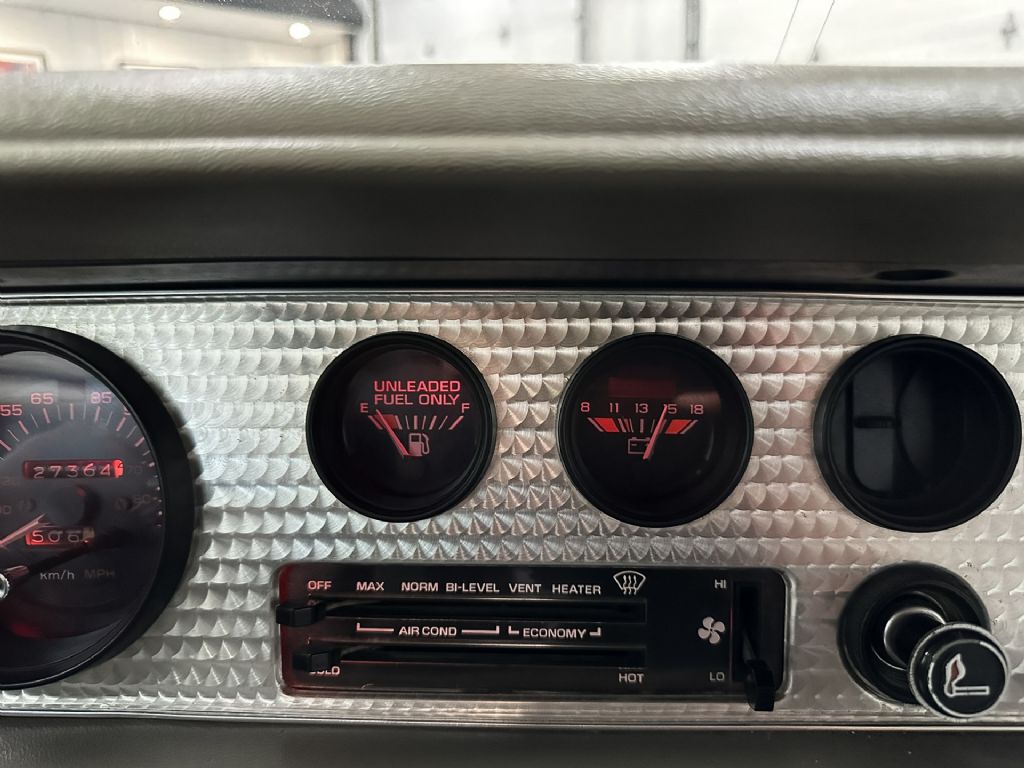 55 65 85
27364
506
km/h MPH
UNLEADED
FUEL ONLY
E F
8 11 13 15 18
OFF MAX NORM BI-LEVEL VENT HEATER
AIR COND ECONOMY
HOT
HI
LO